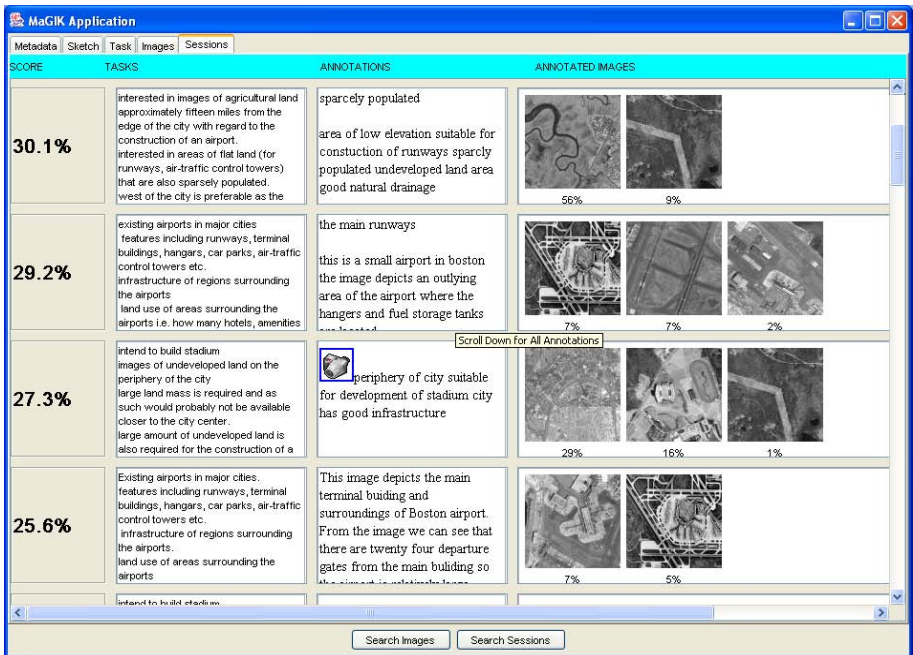 MaGIK Application
Metadata Sketch Task Images Sessions
SCORE TASKS ANNOTATIONS ANNOTATED IMAGES
30.1%
interested in images of agricultural land
approximately fifteen miles from the
edge of the city with regard to the
construction of an airport.
interested in areas of flat land (for
runways, air-traffic control towers)
that are also sparsely populated.
west of the city is preferable as the
sparcely populated
area of low elevation suitable for
constuction of runways sparcly
populated undeveloped land area
good natural drainage
56% 9%
29.2%
existing airports in major cities
features including runways, terminal
buildings, hangars, car parks, air-traffic
control towers etc.
infrastructure of regions surrounding
the airports
land use of areas surrounding the
airports i.e. how many hotels, amenities
the main runways
this is a small airport in boston
the image depicts an outlying
area of the airport where the
hangers and fuel storage tanks
are located
7% 7% 2%
Scroll Down for All Annotations
27.3%
intend to build stadium
images of undeveloped land on the
periphery of the city
large land mass is required and as
such would probably not be available
closer to the city center.
large amount of undeveloped land is
also required for the construction of a
periphery of city suitable
for development of stadium city
has good infrastructure
29% 16% 1%
25.6%
Existing airports in major cities.
features including runways, terminal
buildings, hangars, car parks, air-traffic
control towers etc.
infrastructure of regions surrounding
the airports.
land use of areas surrounding the
airports
This image depicts the main
terminal buiding and
surroundings of Boston airport.
From the image we can see that
there are twenty four departure
gates from the main buliding so
the airport is relatively large
7% 5%
intend to build stadium
Search Images Search Sessions